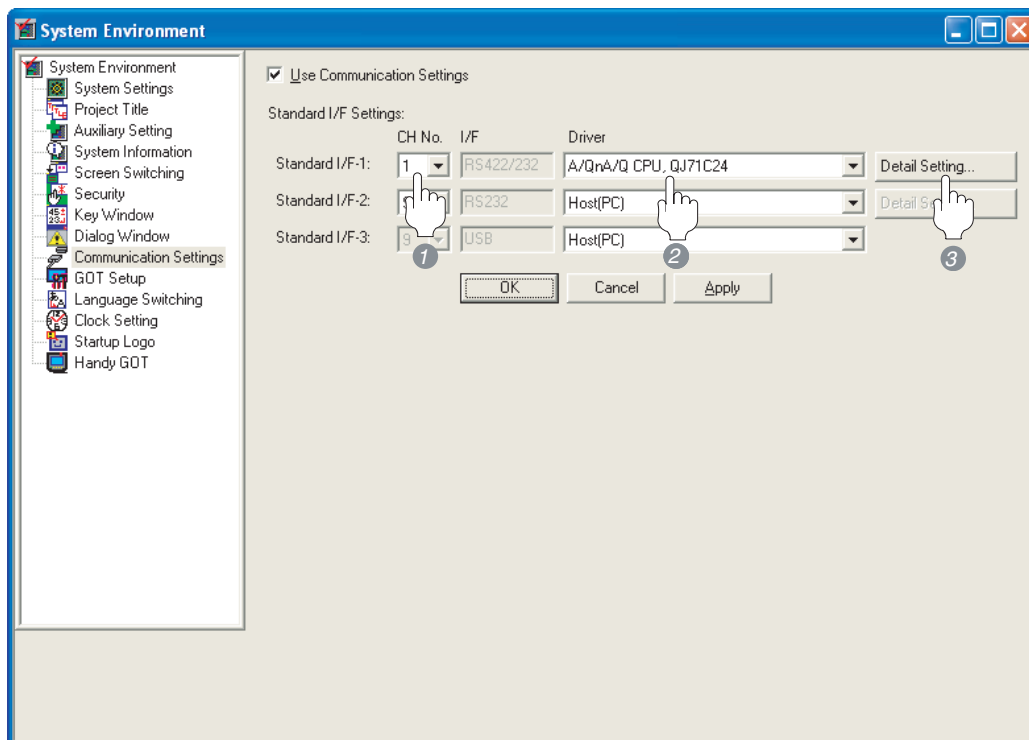 System Environment
System Environment
System Settings
Project Title
Auxiliary Setting
System Information
Screen Switching
Security
Key Window
Dialog Window
Communication Settings
GOT Setup
Language Switching
Clock Setting
Startup Logo
Handy GOT
Use Communication Settings
Standard I/F Settings:
CH No. I/F Driver
Standard I/F-1: 1 RS422/232 A/QnA/Q CPU, QJ71C24 Detail Setting...
Standard I/F-2: RS232 Host(PC) Detail
Standard I/F-3: 9 USB Host(PC)
1 2 3
OK Cancel Apply